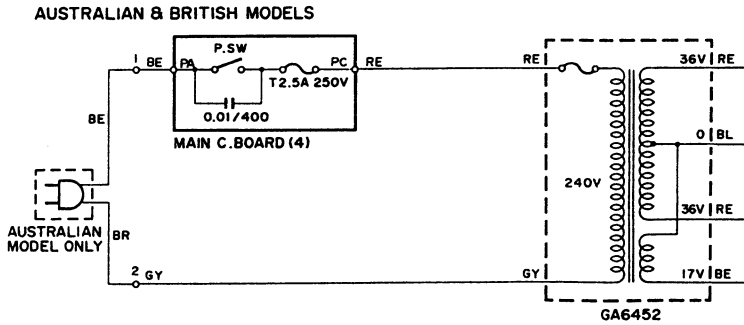 AUSTRALIAN & BRITISH MODELS
P.SW
1 BE PA PC RE RE 36V RE
T2.5A 250V
0.01/400
BE
MAIN C.BOARD (4)
0 BL
240V
AUSTRALIAN
MODEL ONLY
BR
36V RE
2 GY GY 17V BE
GA6452